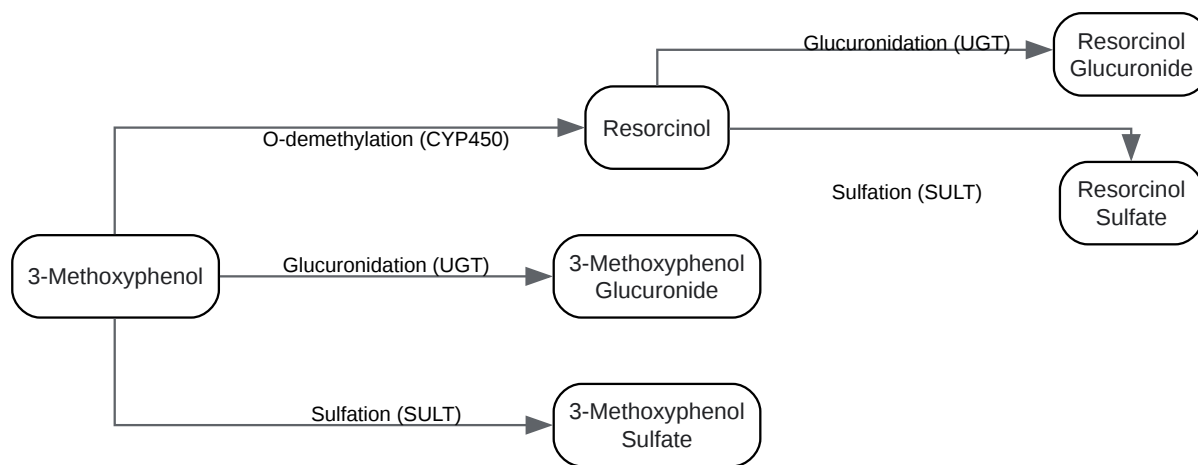 Glucuronidation (UGT)
Resorcinol
Glucuronide
O-demethylation (CYP450)
Resorcinol
Sulfation (SULT)
Resorcinol
Sulfate
3-Methoxyphenol
Glucuronidation (UGT)
3-Methoxyphenol
Glucuronide
Sulfation (SULT)
3-Methoxyphenol
Sulfate